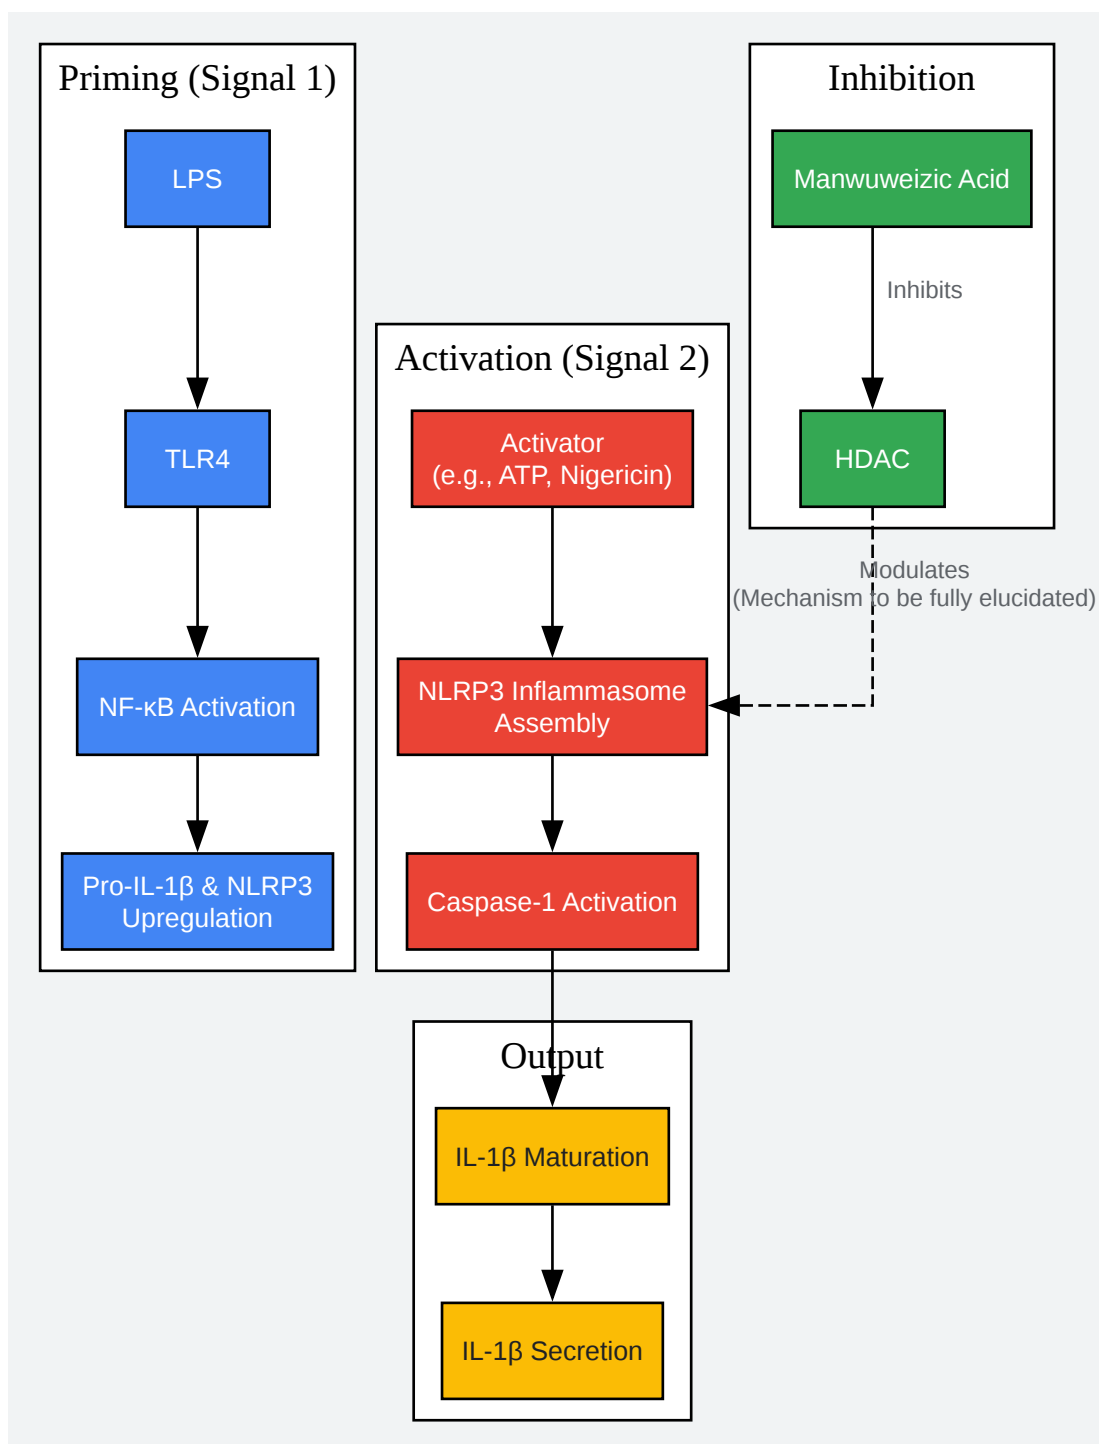 Priming (Signal 1)
LPS
TLR4
NF-κB Activation
Pro-IL-1β & NLRP3
Upregulation
Activation (Signal 2)
Activator
(e.g., ATP, Nigericin)
NLRP3 Inflammasome
Assembly
Caspase-1 Activation
Inhibition
Manwuweizic Acid
Inhibits
HDAC
Modulates
(Mechanism to be fully elucidated)
Output
IL-1β Maturation
IL-1β Secretion